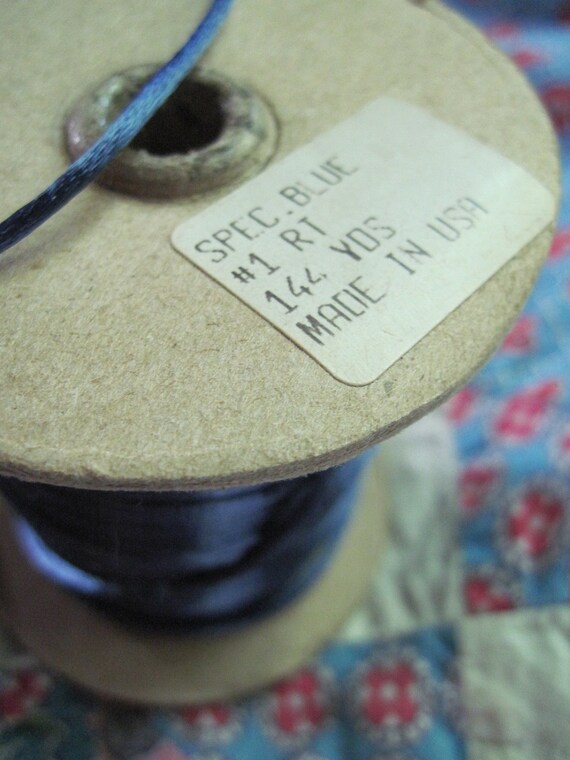 SPEC.BLUE
#1 RT
144 YDS
MADE IN USA